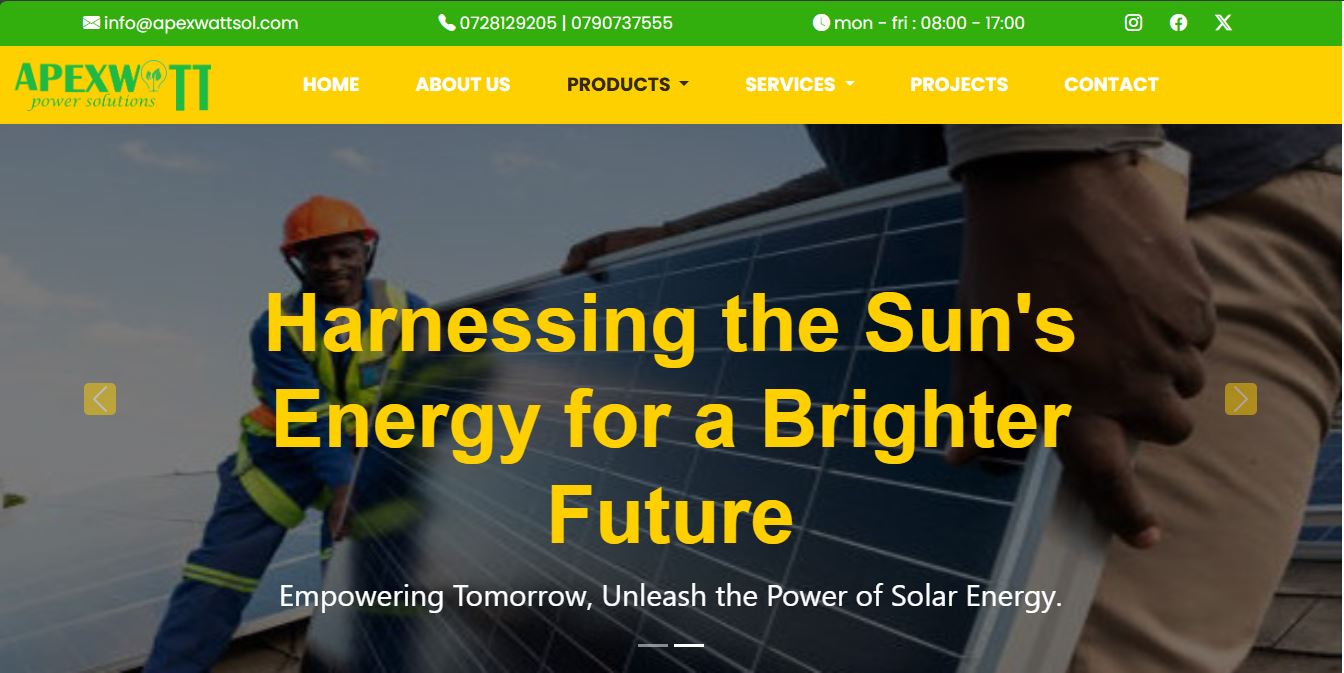 info@apexwattsol.com
0728129205 | 0790737555
mon - fri : 08:00 - 17:00
APEXWATT
power solutions
HOME
ABOUT US
PRODUCTS
SERVICES
PROJECTS
CONTACT
Harnessing the Sun's
Energy for a Brighter
Future
Empowering Tomorrow, Unleash the Power of Solar Energy.